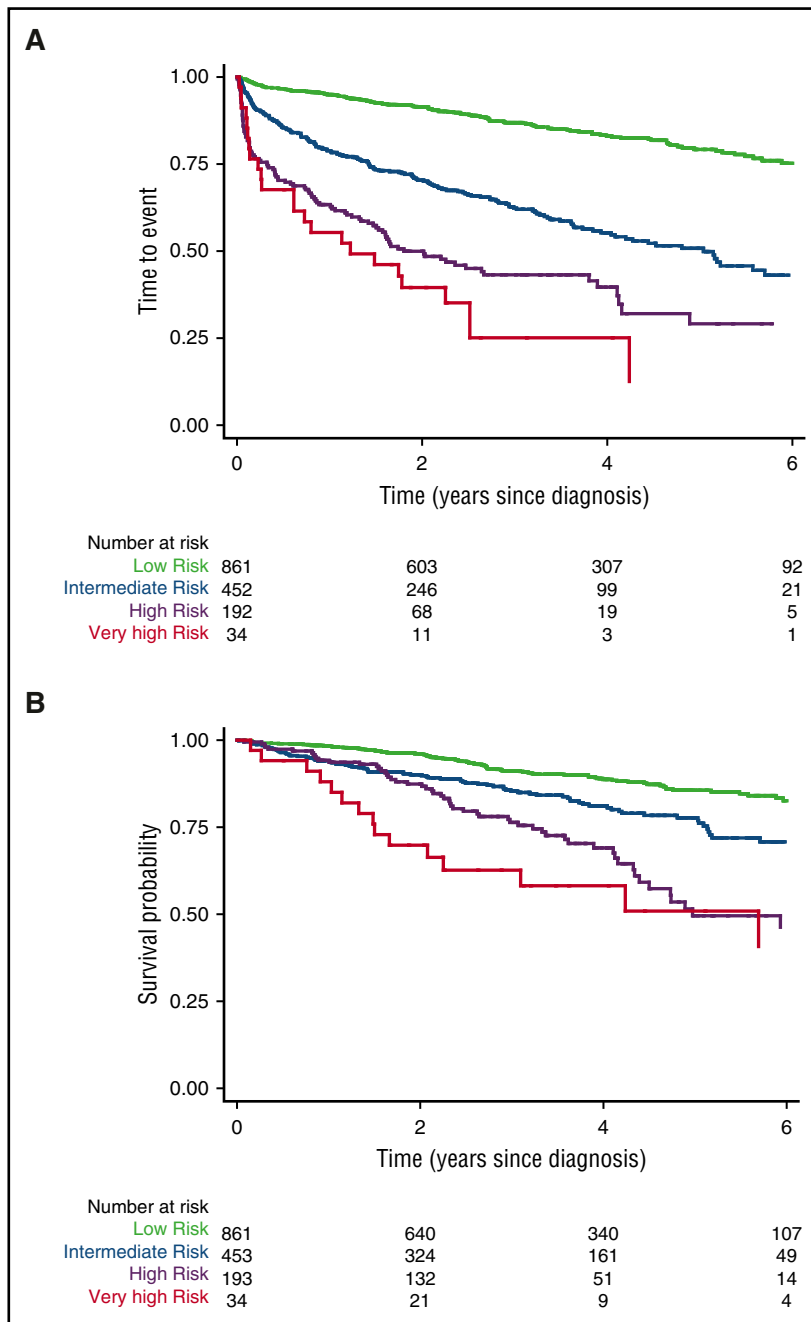 A
1.00
0.75
0.50
0.25
0.00
Time to event
0 2 4 6
Time (years since diagnosis)
Number at risk
Low Risk 861 603 307 92
Intermediate Risk 452 246 99 21
High Risk 192 68 19 5
Very high Risk 34 11 3 1
B
1.00
0.75
0.50
0.25
0.00
Survival probability
0 2 4 6
Time (years since diagnosis)
Number at risk
Low Risk 861 640 340 107
Intermediate Risk 453 324 161 49
High Risk 193 132 51 14
Very high Risk 34 21 9 4